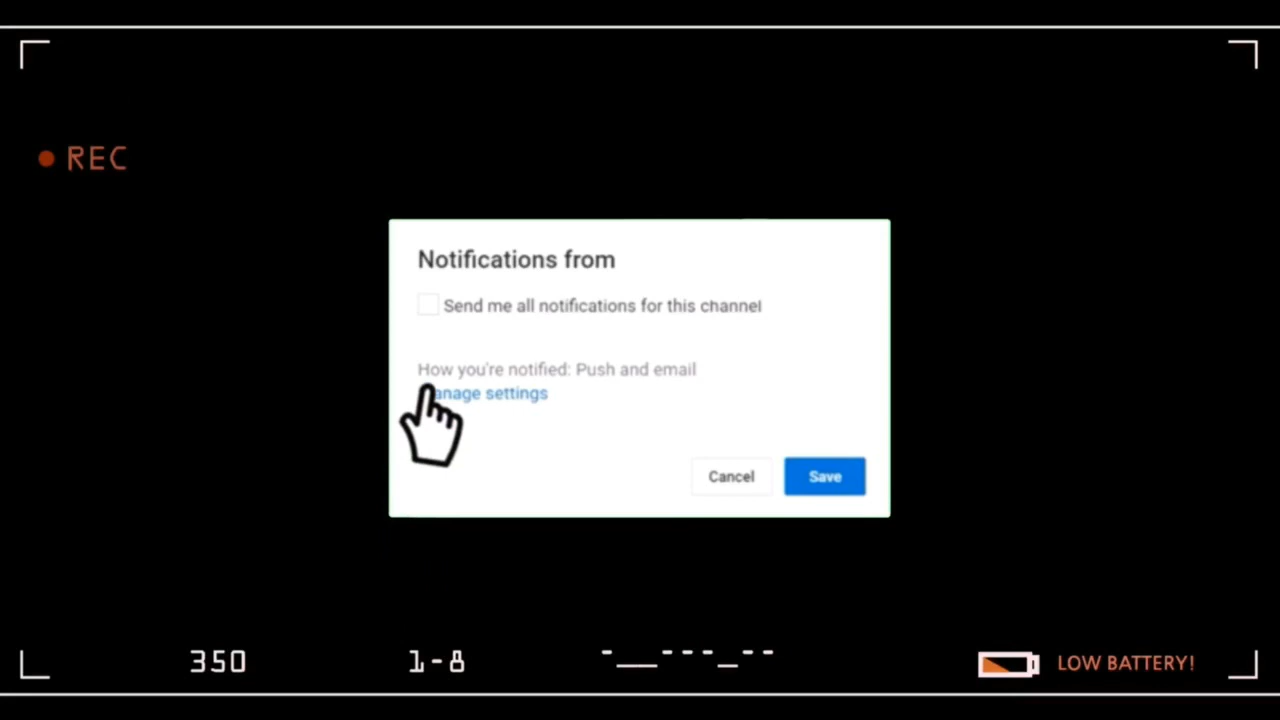 REC
Notifications from
Send me all notifications for this channel
How you're notified: Push and email
anage settings
Cancel
Save
350
1-8
LOW BATTERY!